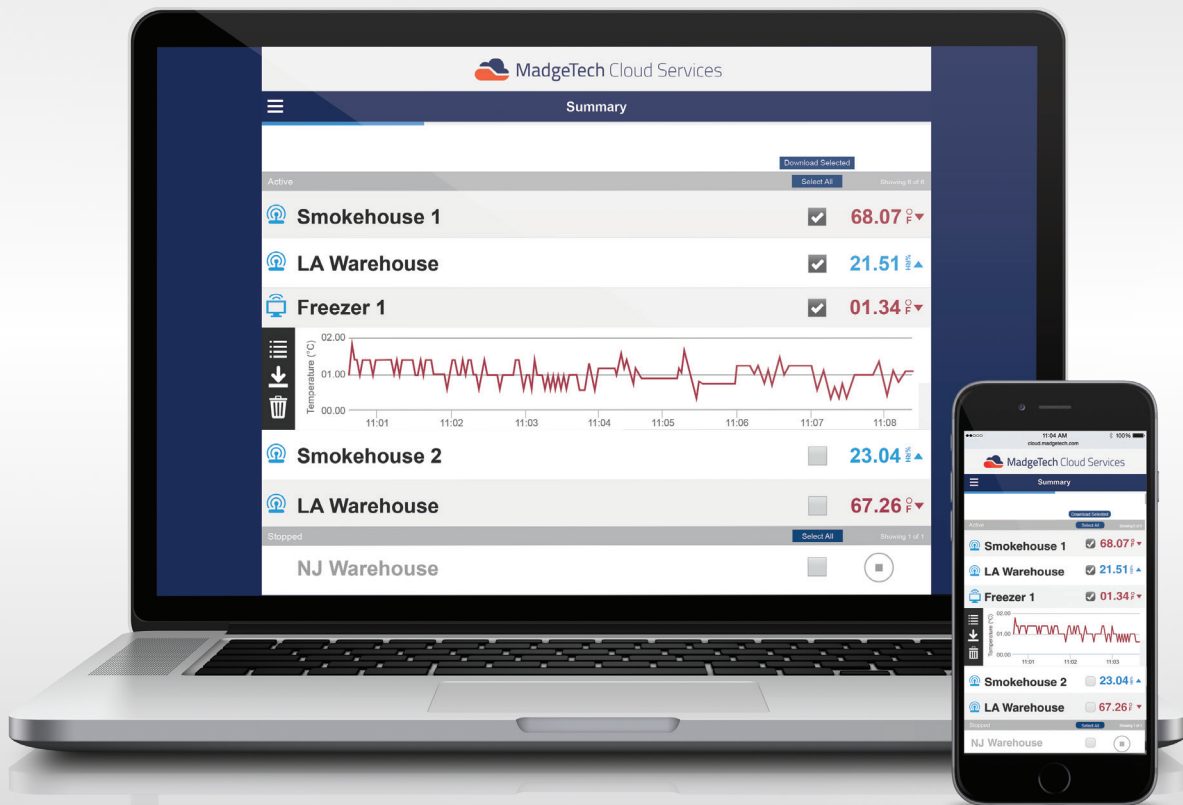 MadgeTech Cloud Services
Summary
Download Selected
Active Select All Showing 6 of 6
Smokehouse 1 68.07 °F
LA Warehouse 21.51 %RH
Freezer 1 01.34 °F
Temperature (°C)
02.00
01.00
00.00
11:01 11:02 11:03 11:04 11:05 11:06 11:07 11:08
Smokehouse 2 23.04 %RH
LA Warehouse 67.26 °F
Stopped Select All Showing 1 of 1
NJ Warehouse
11:04 AM 100%
cloud.madgetech.com
MadgeTech Cloud Services
Summary
Download Selected
Active Select All
Smokehouse 1 68.07 °F
LA Warehouse 21.51
Freezer 1 01.34 °F
Temperature (°C)
02.00
01.00
00.00
11:01 11:02 11:03
Smokehouse 2 23.04
LA Warehouse 67.26 °F
Stopped Select All Showing 1 of 1
NJ Warehouse